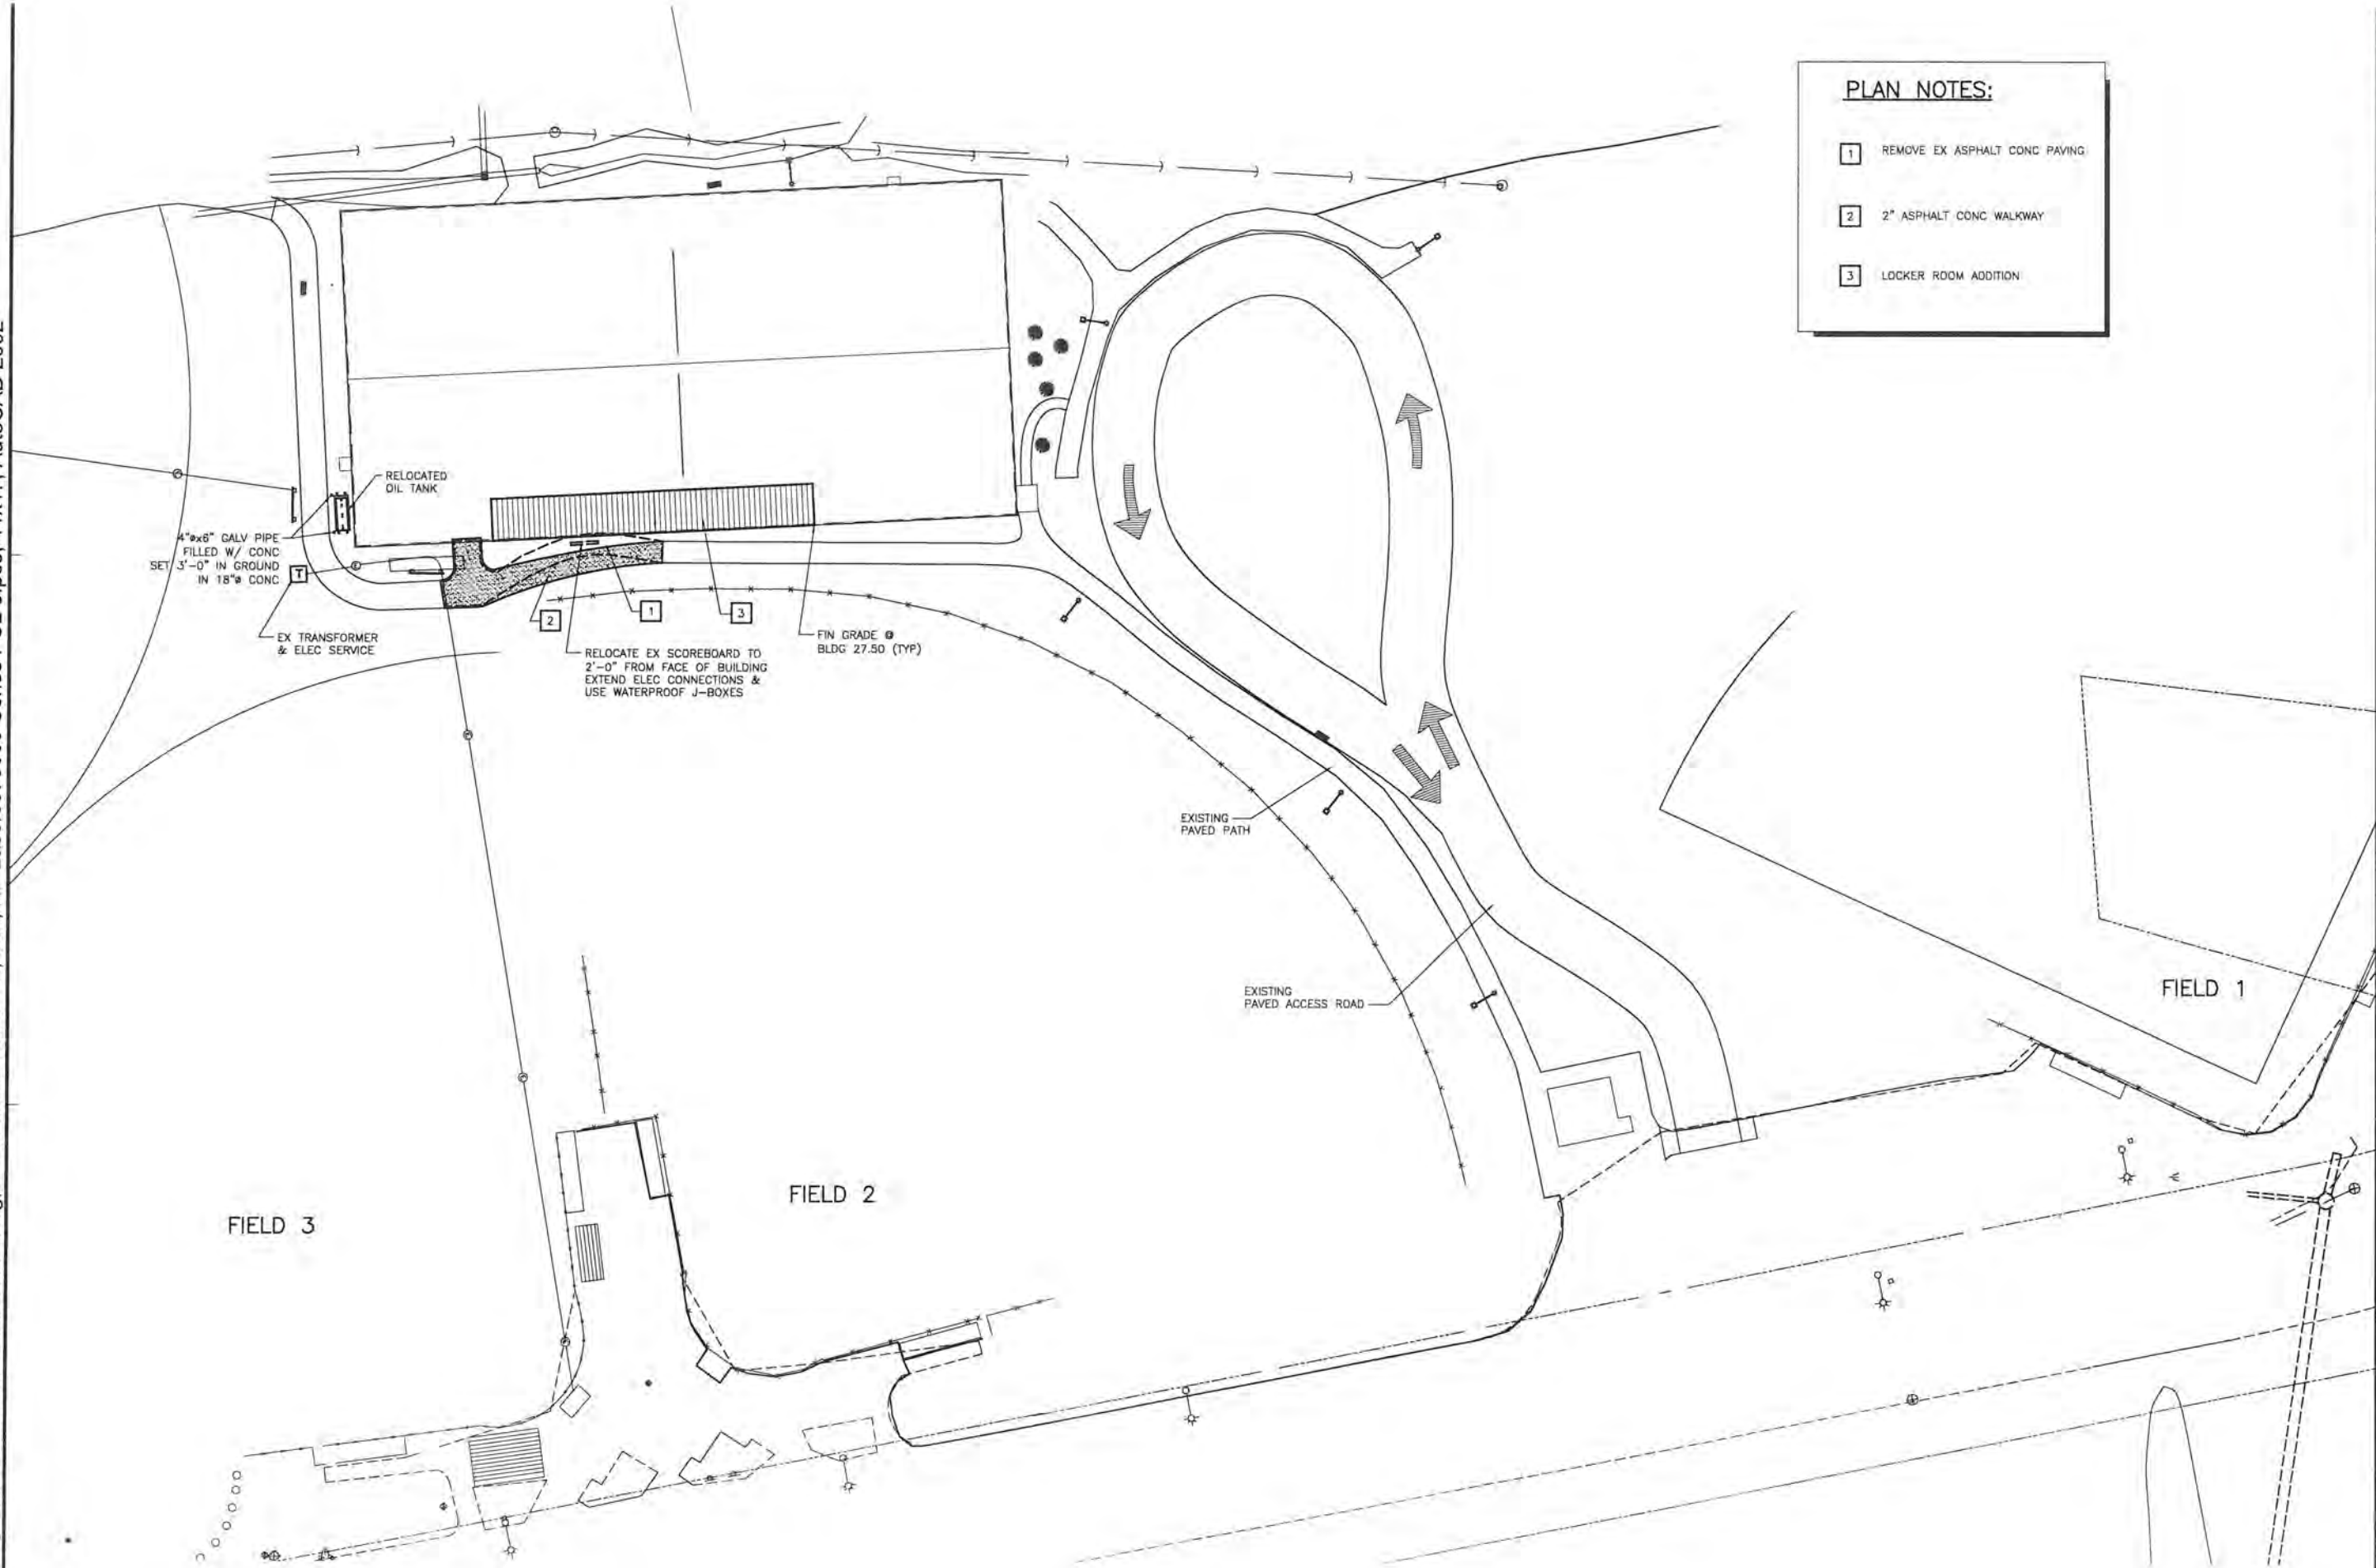 PLAN NOTES:
1 REMOVE EX ASPHALT CONC PAVING
2 2" ASPHALT CONC WALKWAY
3 LOCKER ROOM ADDITION
RELOCATED
OIL TANK
4"øx6" GALV PIPE
FILLED W/ CONC
SET 3'-0" IN GROUND
IN 18"ø CONC
T
EX TRANSFORMER
& ELEC SERVICE
2
1
3
RELOCATE EX SCOREBOARD TO
2'-0" FROM FACE OF BUILDING
EXTEND ELEC CONNECTIONS &
USE WATERPROOF J-BOXES
FIN GRADE @
BLDG 27.50 (TYP)
EXISTING
PAVED PATH
EXISTING
PAVED ACCESS ROAD
FIELD 1
FIELD 2
FIELD 3